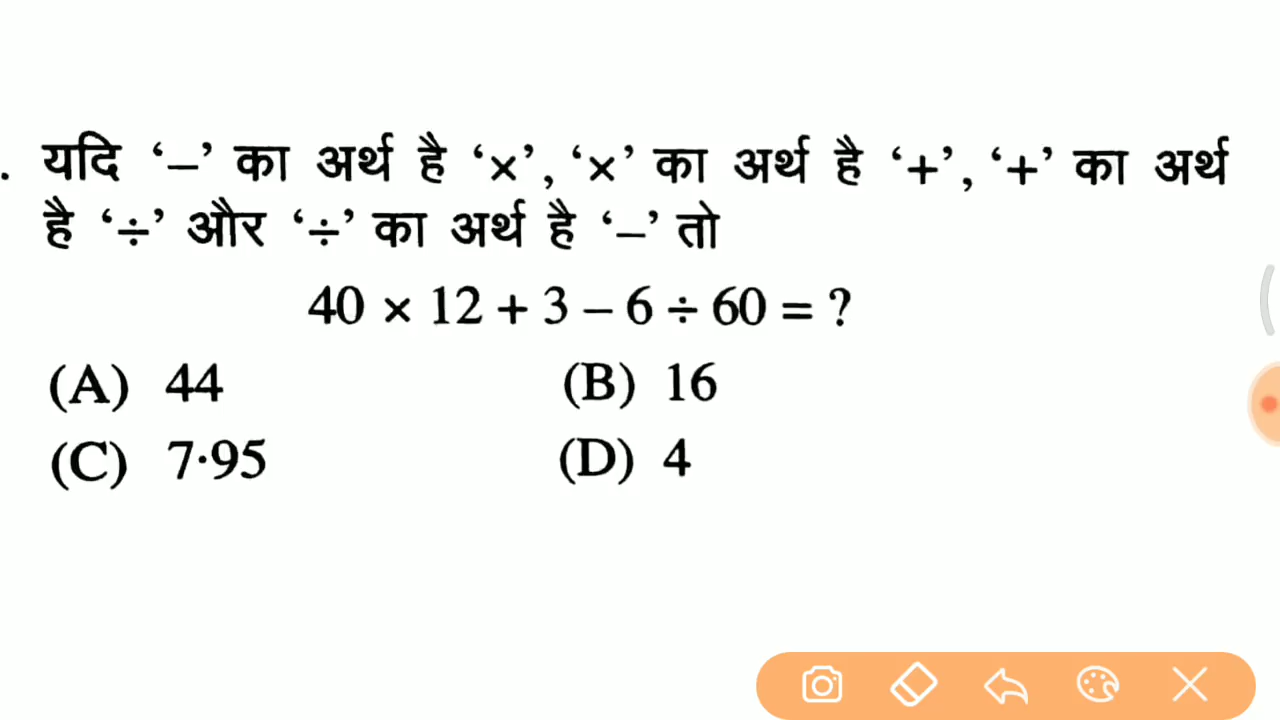 . यदि ‘–’ का अर्थ है ‘×’, ‘×’ का अर्थ है ‘+’, ‘+’ का अर्थ
है ‘÷’ और ‘÷’ का अर्थ है ‘–’ तो
40 × 12 + 3 – 6 ÷ 60 = ?
(A) 44 (B) 16
(C) 7·95 (D) 4